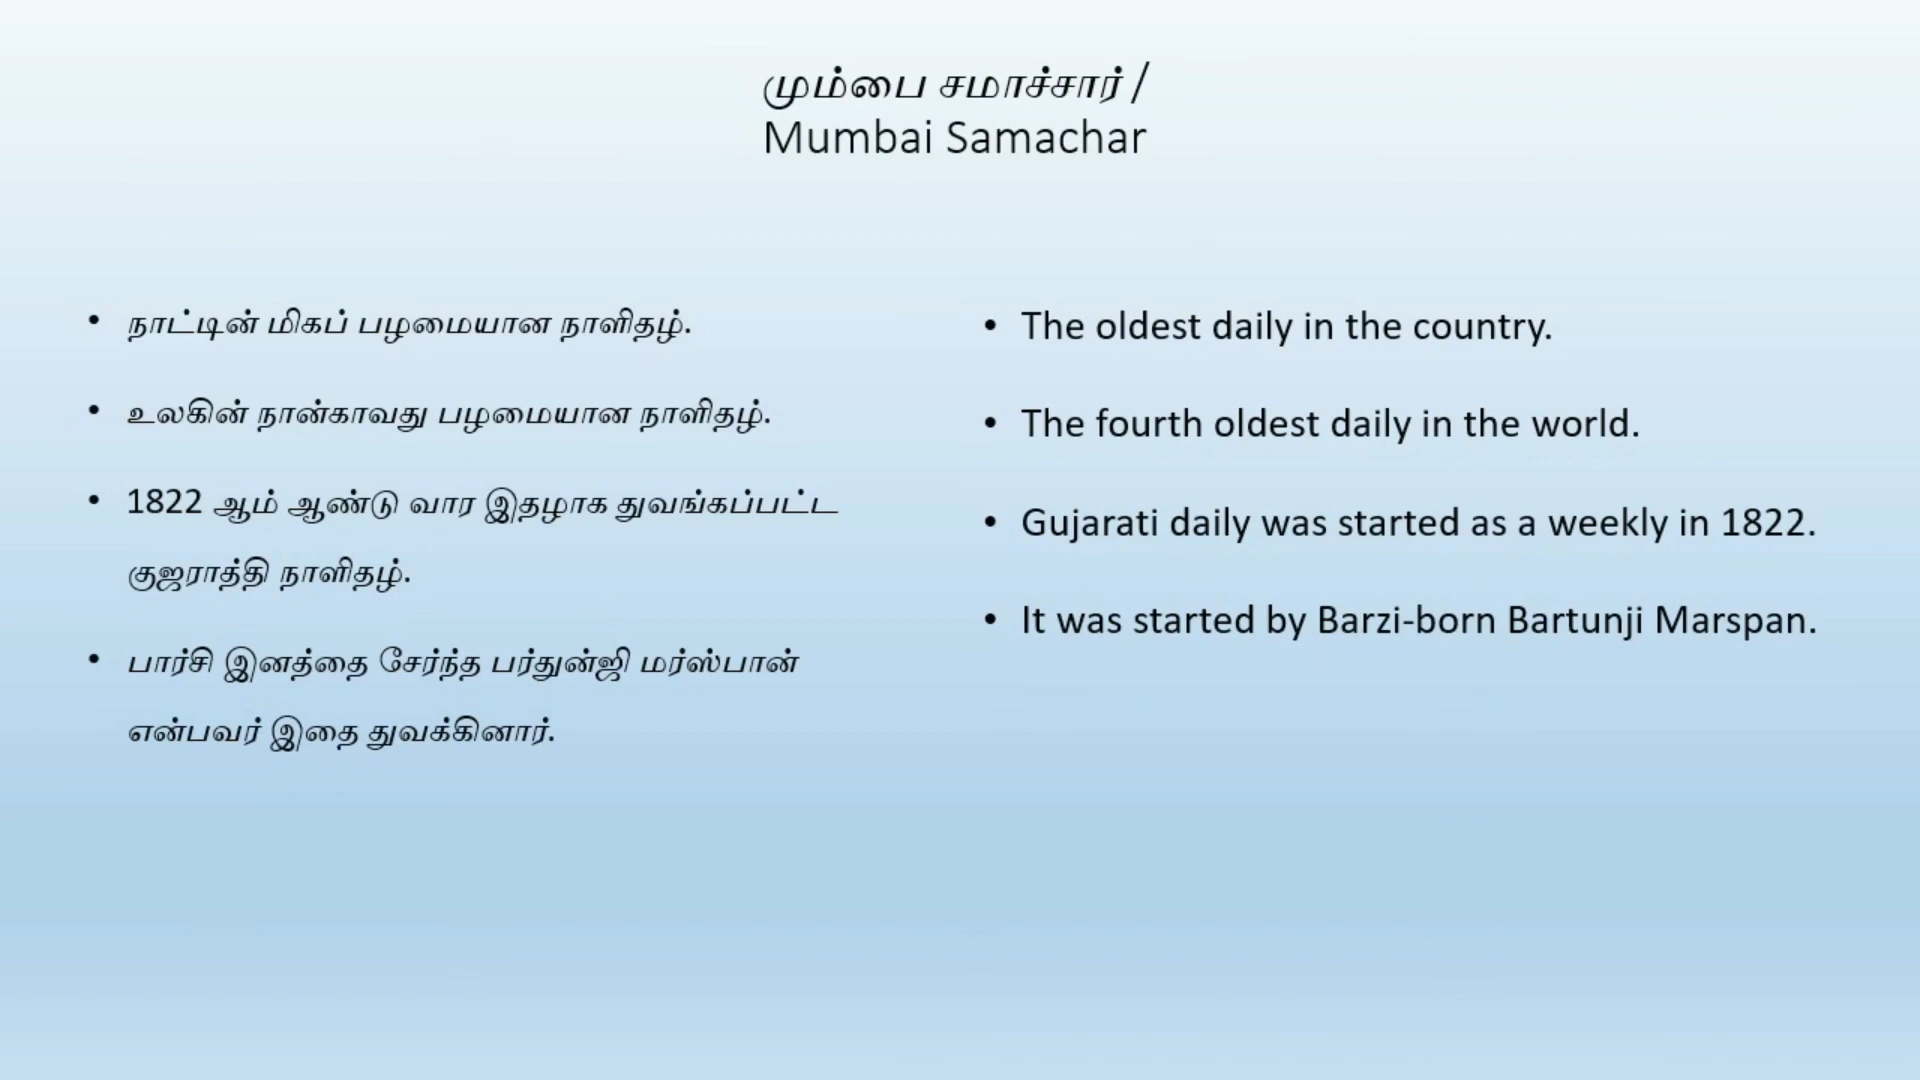 மும்பை சமாச்சார் /
Mumbai Samachar
• நாட்டின் மிகப் பழமையான நாளிதழ்.
• உலகின் நான்காவது பழமையான நாளிதழ்.
• 1822 ஆம் ஆண்டு வார இதழாக துவங்கப்பட்ட
குஜராத்தி நாளிதழ்.
• பார்சி இனத்தை சேர்ந்த பர்துன்ஜி மர்ஸ்பான்
என்பவர் இதை துவக்கினார்.
• The oldest daily in the country.
• The fourth oldest daily in the world.
• Gujarati daily was started as a weekly in 1822.
• It was started by Barzi-born Bartunji Marspan.